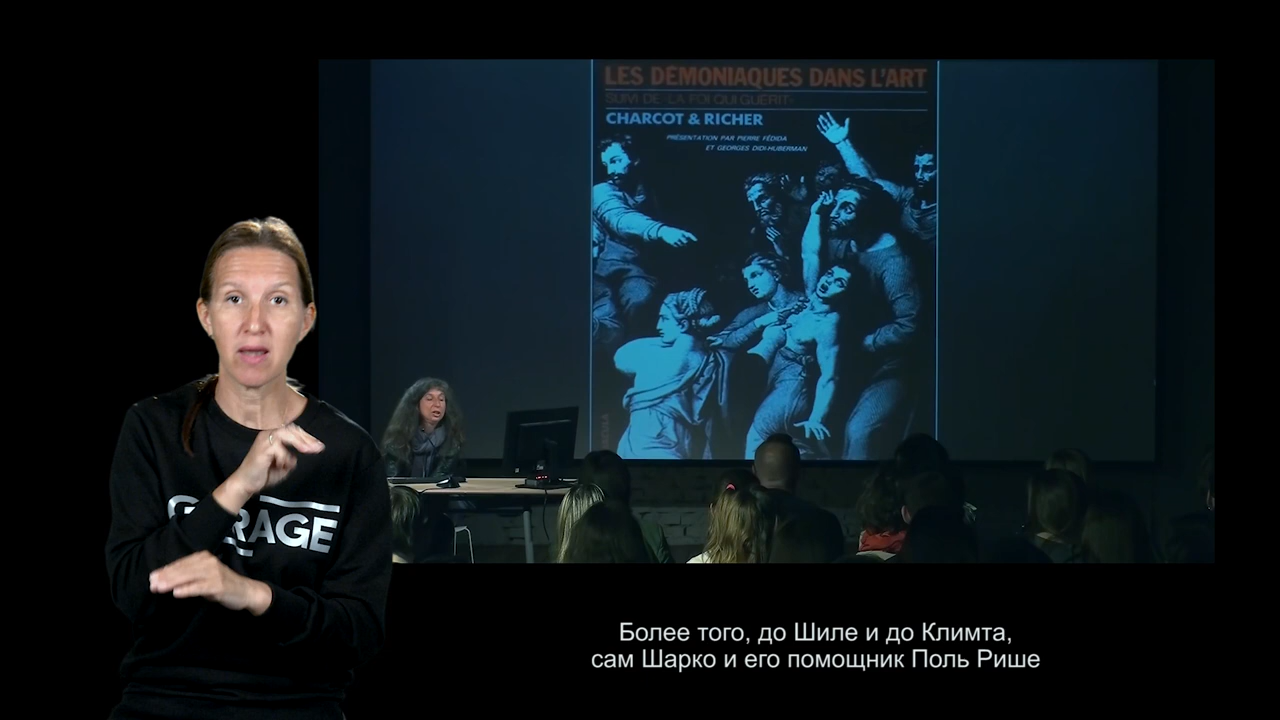 LES DÉMONIAQUES DANS L'ART
SUIVI DE "LA FOI QUI GUÉRIT"
CHARCOT & RICHER
PRÉSENTATION PAR PIERRE FÉDIDA
ET GEORGES DIDI-HUBERMAN
MACULA
GARAGE
Более того, до Шиле и до Климта,
сам Шарко и его помощник Поль Рише